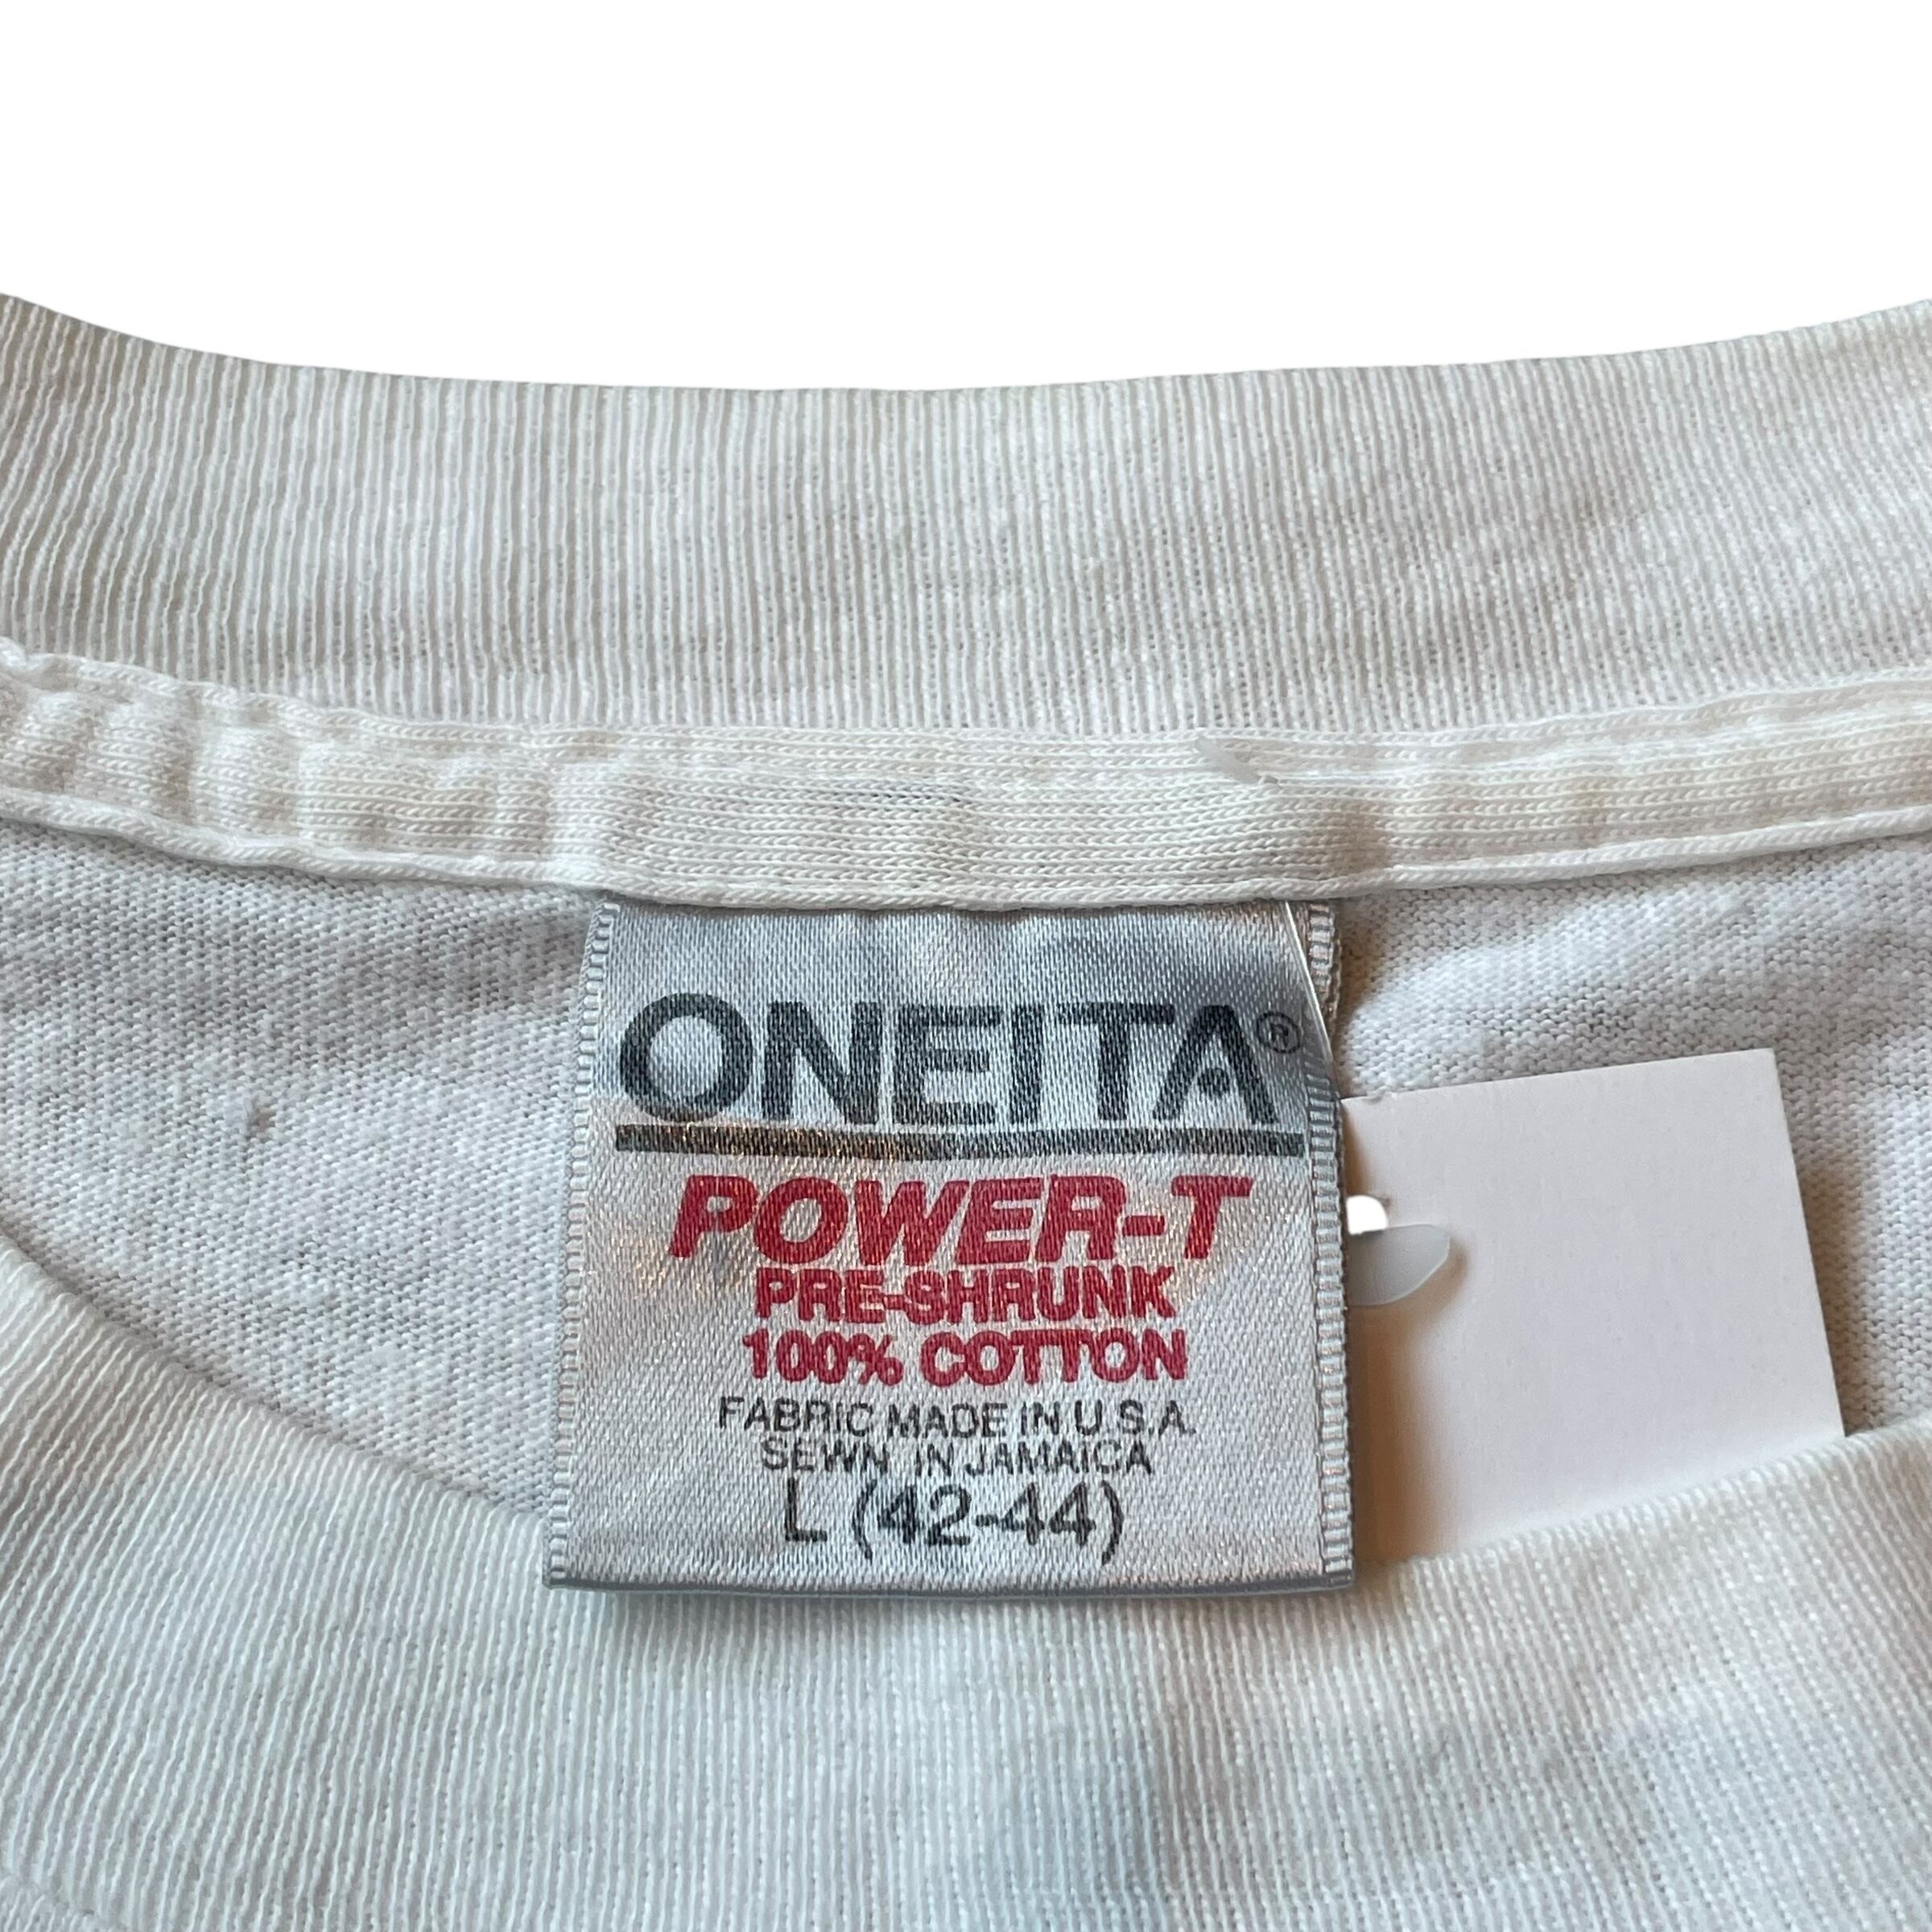 ONEITA®
POWER-T
PRE-SHRUNK
100% COTTON
FABRIC MADE IN U.S.A.
SEWN IN JAMAICA
L (42-44)